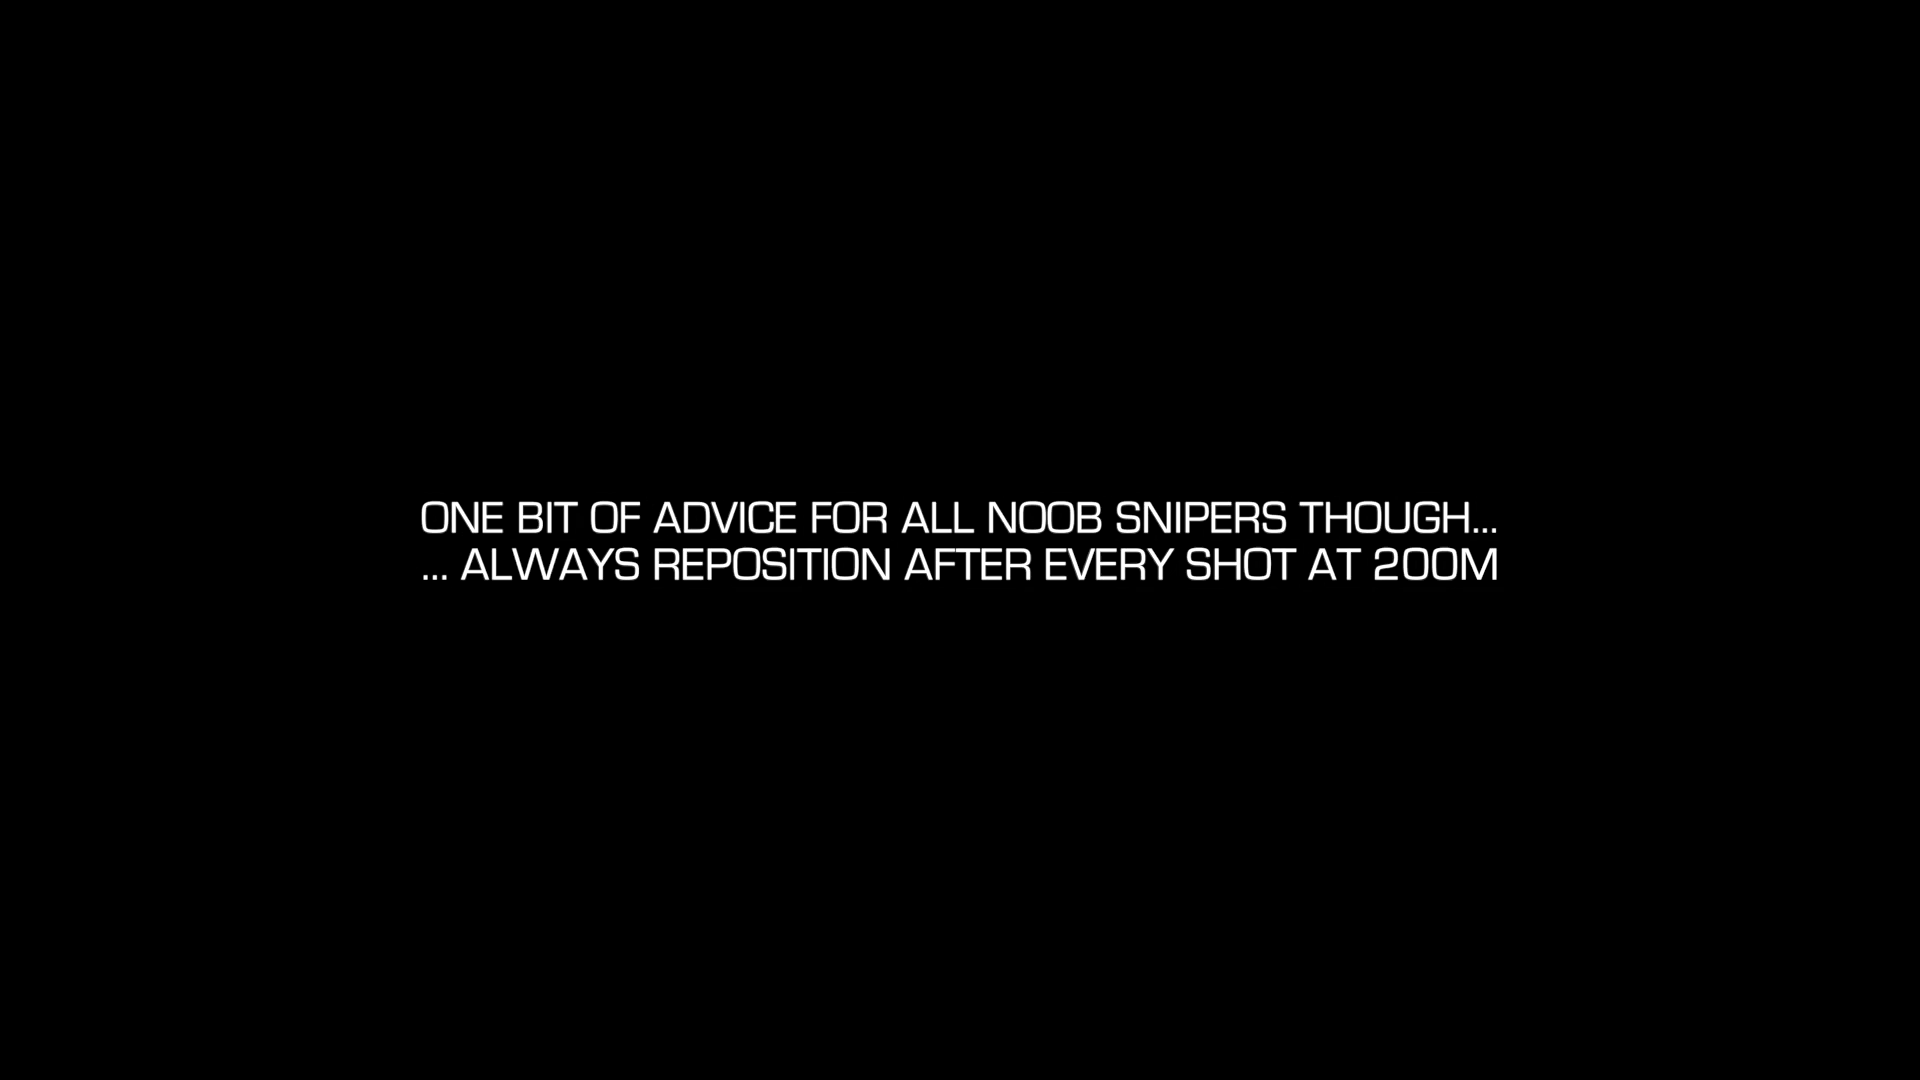 ONE BIT OF ADVICE FOR ALL NOOB SNIPERS THOUGH...
... ALWAYS REPOSITION AFTER EVERY SHOT AT 200M